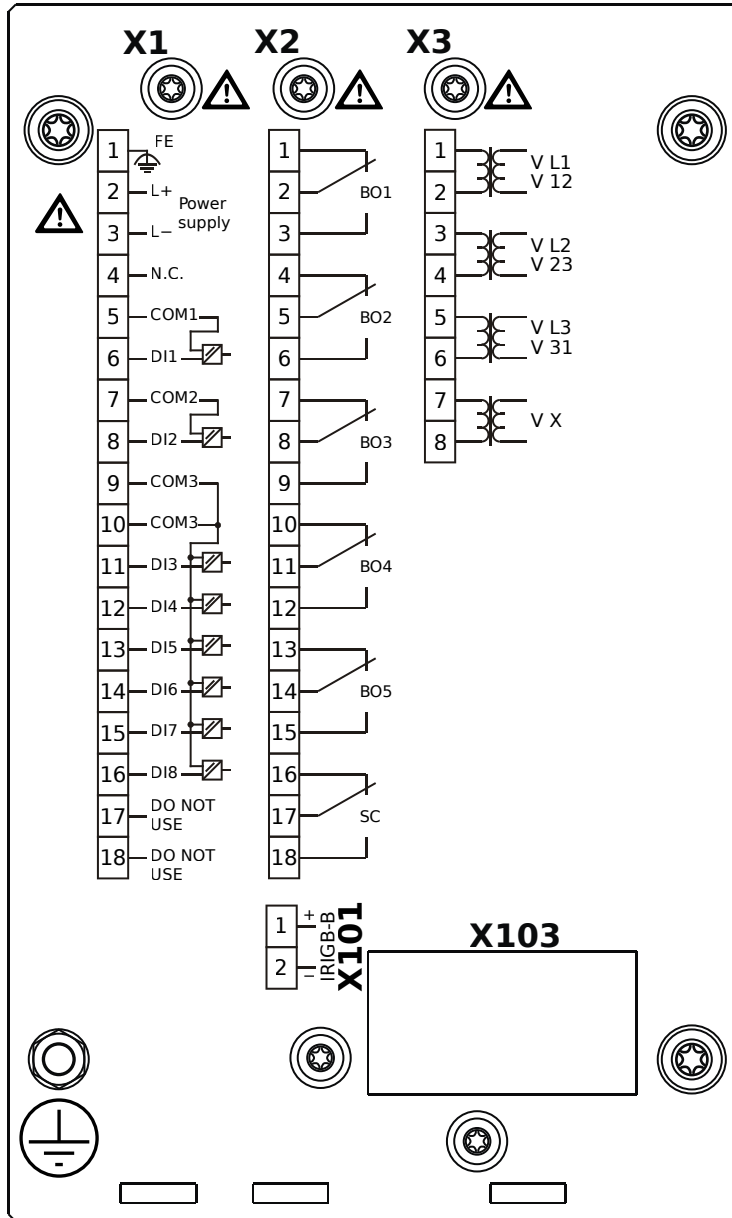 X1 X2 X3
1 FE
2 L+
3 L−
Power
supply
4 N.C.
5 COM1
6 DI1
7 COM2
8 DI2
9 COM3
10 COM3
11 DI3
12 DI4
13 DI5
14 DI6
15 DI7
16 DI8
17 DO NOT
USE
18 DO NOT
USE
1
2 BO1
3
4
5 BO2
6
7
8 BO3
9
10
11 BO4
12
13
14 BO5
15
16
17 SC
18
1 V L1
2 V 12
3 V L2
4 V 23
5 V L3
6 V 31
7
V X
8
1 +
2 −
IRIGB-B
X101
X103